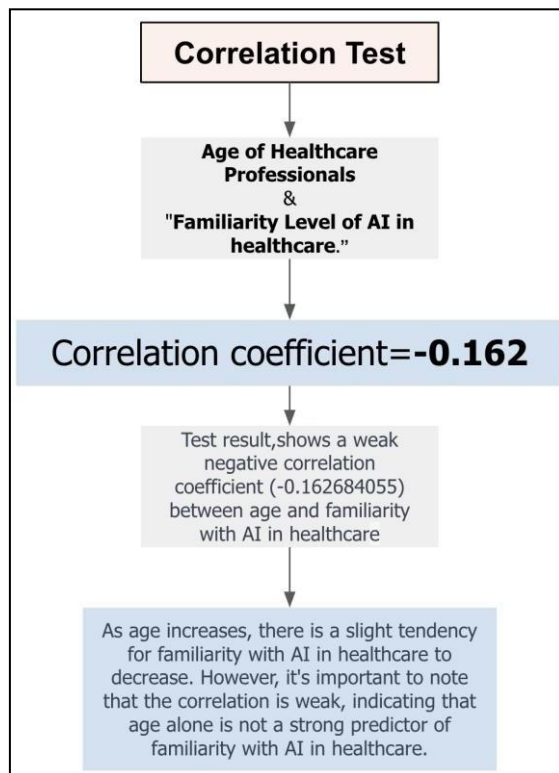 Correlation Test
Age of Healthcare
Professionals
&
"Familiarity Level of AI in
healthcare.”
Correlation coefficient=-0.162
Test result,shows a weak
negative correlation
coefficient (-0.162684055)
between age and familiarity
with AI in healthcare
As age increases, there is a slight tendency
for familiarity with AI in healthcare to
decrease. However, it's important to note
that the correlation is weak, indicating that
age alone is not a strong predictor of
familiarity with AI in healthcare.